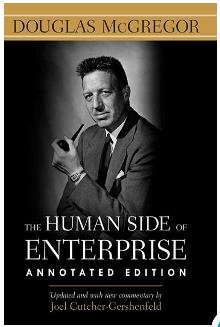 DOUGLAS McGREGOR
THE HUMAN SIDE OF
ENTERPRISE
ANNOTATED EDITION
Updated and with new commentary by
Joel Cutcher-Gershenfeld